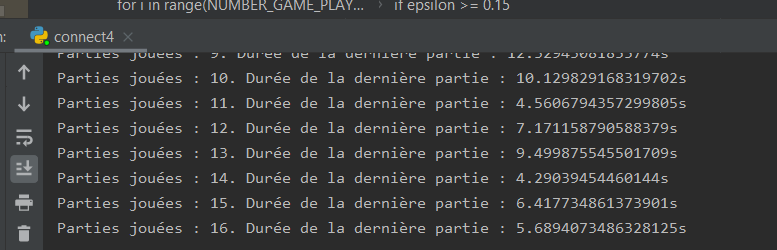 for i in range(NUMBER_GAME_PLAY... › if epsilon >= 0.15
n: connect4 ×
Parties jouées : 9. Durée de la dernière partie : 12.52945081855774s
Parties jouées : 10. Durée de la dernière partie : 10.129829168319702s
Parties jouées : 11. Durée de la dernière partie : 4.5606794357299805s
Parties jouées : 12. Durée de la dernière partie : 7.171158790588379s
Parties jouées : 13. Durée de la dernière partie : 9.499875545501709s
Parties jouées : 14. Durée de la dernière partie : 4.29039454460144s
Parties jouées : 15. Durée de la dernière partie : 6.417734861373901s
Parties jouées : 16. Durée de la dernière partie : 5.6894073486328125s